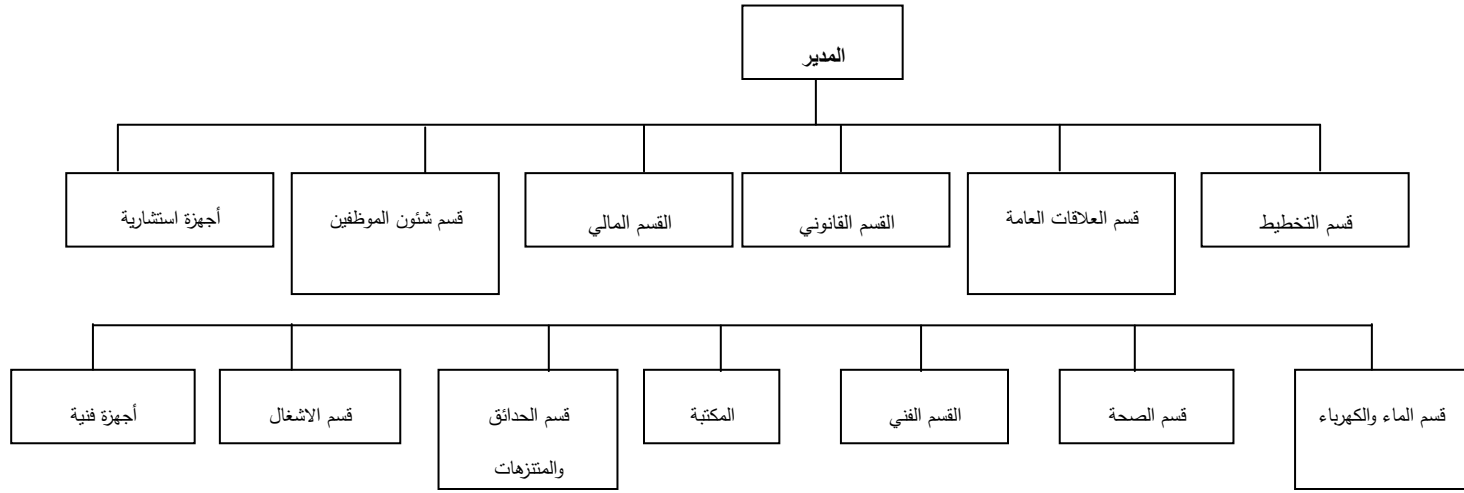 المدير
قسم التخطيط
قسم العلاقات العامة
القسم القانوني
القسم المالي
قسم شئون الموظفين
أجهزة استشارية
قسم الماء والكهرباء
قسم الصحة
القسم الفني
المكتبة
قسم الحدائق
والمتنزهات
قسم الاشغال
أجهزة فنية